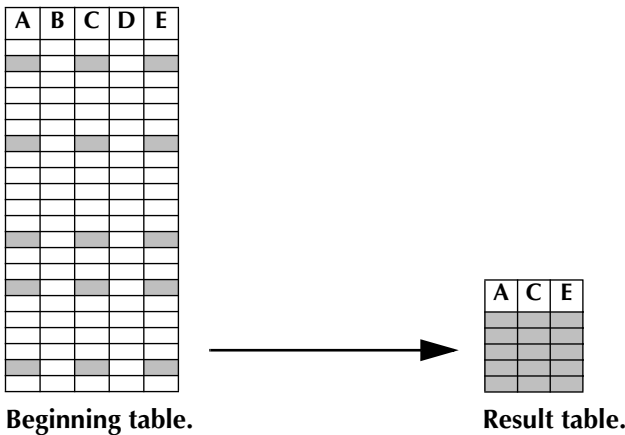 A B C D E
A C E
Beginning table.
Result table.